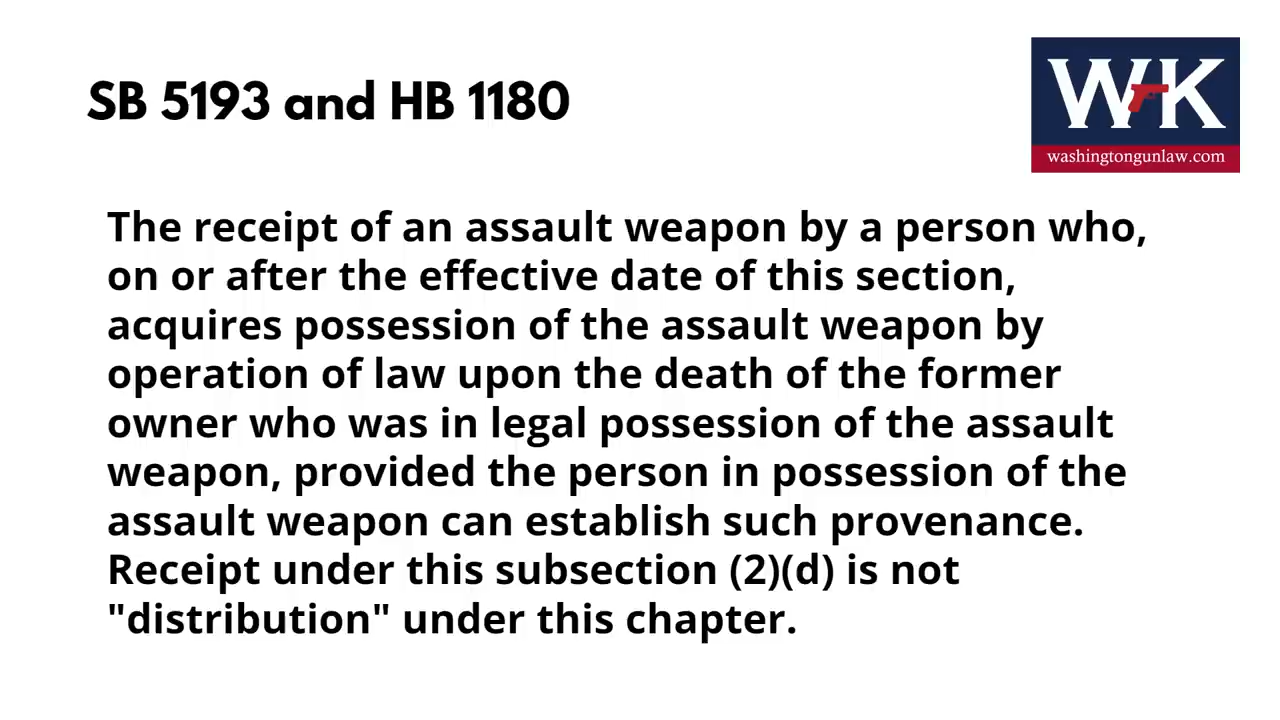 SB 5193 and HB 1180
WK
washingtongunlaw.com
The receipt of an assault weapon by a person who,
on or after the effective date of this section,
acquires possession of the assault weapon by
operation of law upon the death of the former
owner who was in legal possession of the assault
weapon, provided the person in possession of the
assault weapon can establish such provenance.
Receipt under this subsection (2)(d) is not
"distribution" under this chapter.